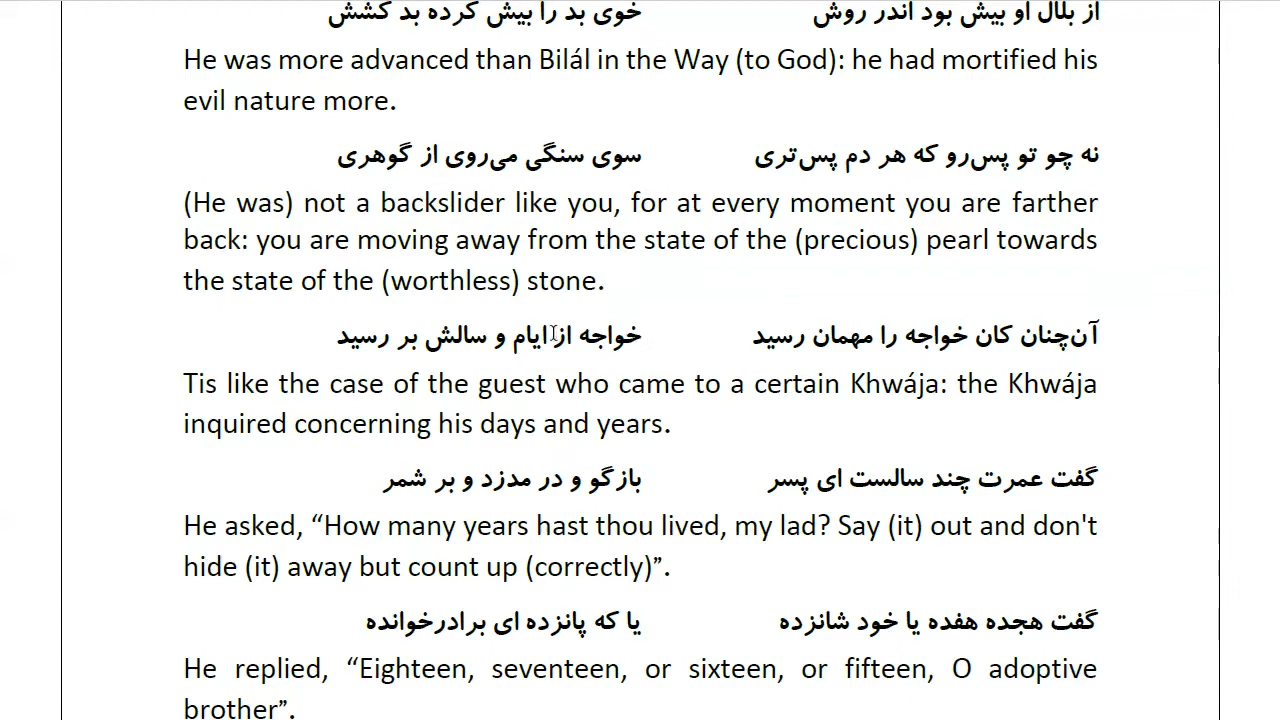 از بلال او بیش بود اندر روش خوی بد را بیش کرده بد کشش
He was more advanced than Bilál in the Way (to God): he had mortified his
evil nature more.
نه چو تو پس‌رو که هر دم پس‌تری سوی سنگی می‌روی از گوهری
(He was) not a backslider like you, for at every moment you are farther
back: you are moving away from the state of the (precious) pearl towards
the state of the (worthless) stone.
آن‌چنان کان خواجه را مهمان رسید خواجه از ایام و سالش بر رسید
Tis like the case of the guest who came to a certain Khwája: the Khwája
inquired concerning his days and years.
گفت عمرت چند سالست ای پسر بازگو و در مدزد و بر شمر
He asked, “How many years hast thou lived, my lad? Say (it) out and don't
hide (it) away but count up (correctly)”.
گفت هجده هفده یا خود شانزده یا که پانزده ای برادرخوانده
He replied, “Eighteen, seventeen, or sixteen, or fifteen, O adoptive
brother”.